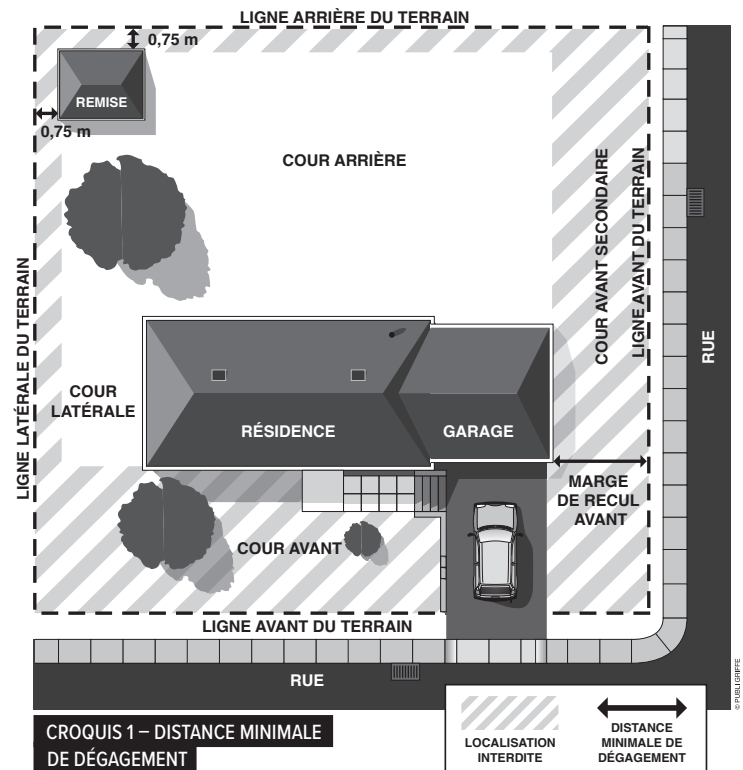 LIGNE ARRIÈRE DU TERRAIN
0,75 m
REMISE
0,75 m
COUR ARRIÈRE
COUR AVANT SECONDAIRE
LIGNE AVANT DU TERRAIN
RUE
LIGNE LATÉRALE DU TERRAIN
COUR
LATÉRALE
RÉSIDENCE
GARAGE
MARGE
DE RECUL
AVANT
COUR AVANT
LIGNE AVANT DU TERRAIN
RUE
© PUBLIGRIFFE
CROQUIS 1 – DISTANCE MINIMALE
DE DÉGAGEMENT
LOCALISATION
INTERDITE
DISTANCE
MINIMALE DE
DÉGAGEMENT